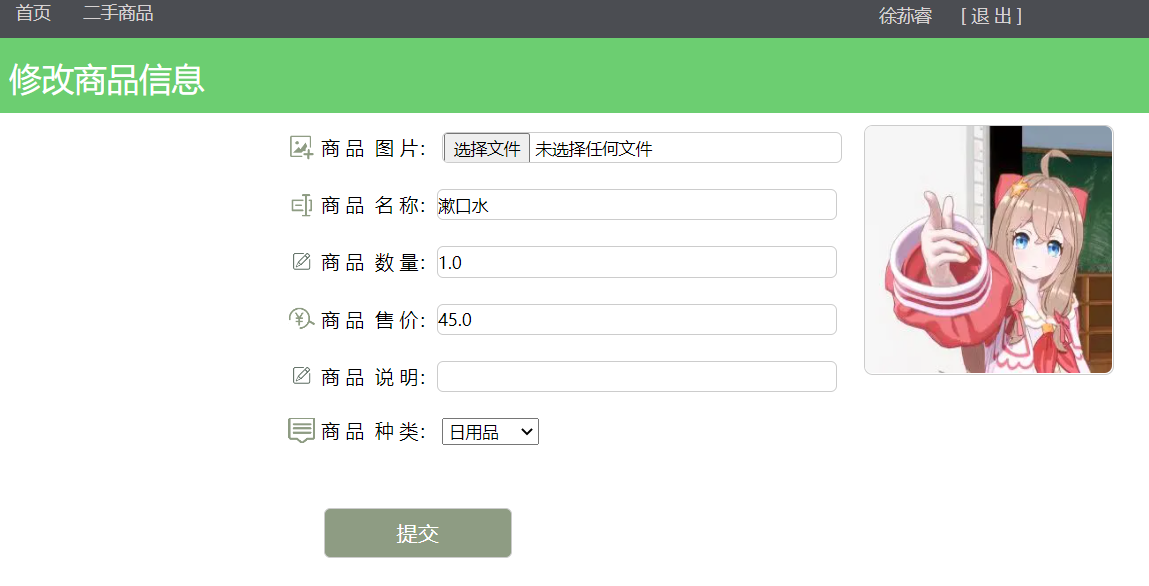 首页 二手商品 徐荪睿 [ 退 出 ]
修改商品信息
商 品 图 片： 选择文件 未选择任何文件
商 品 名 称： 漱口水
商 品 数 量： 1.0
商 品 售 价： 45.0
商 品 说 明：
商 品 种 类： 日用品
提交